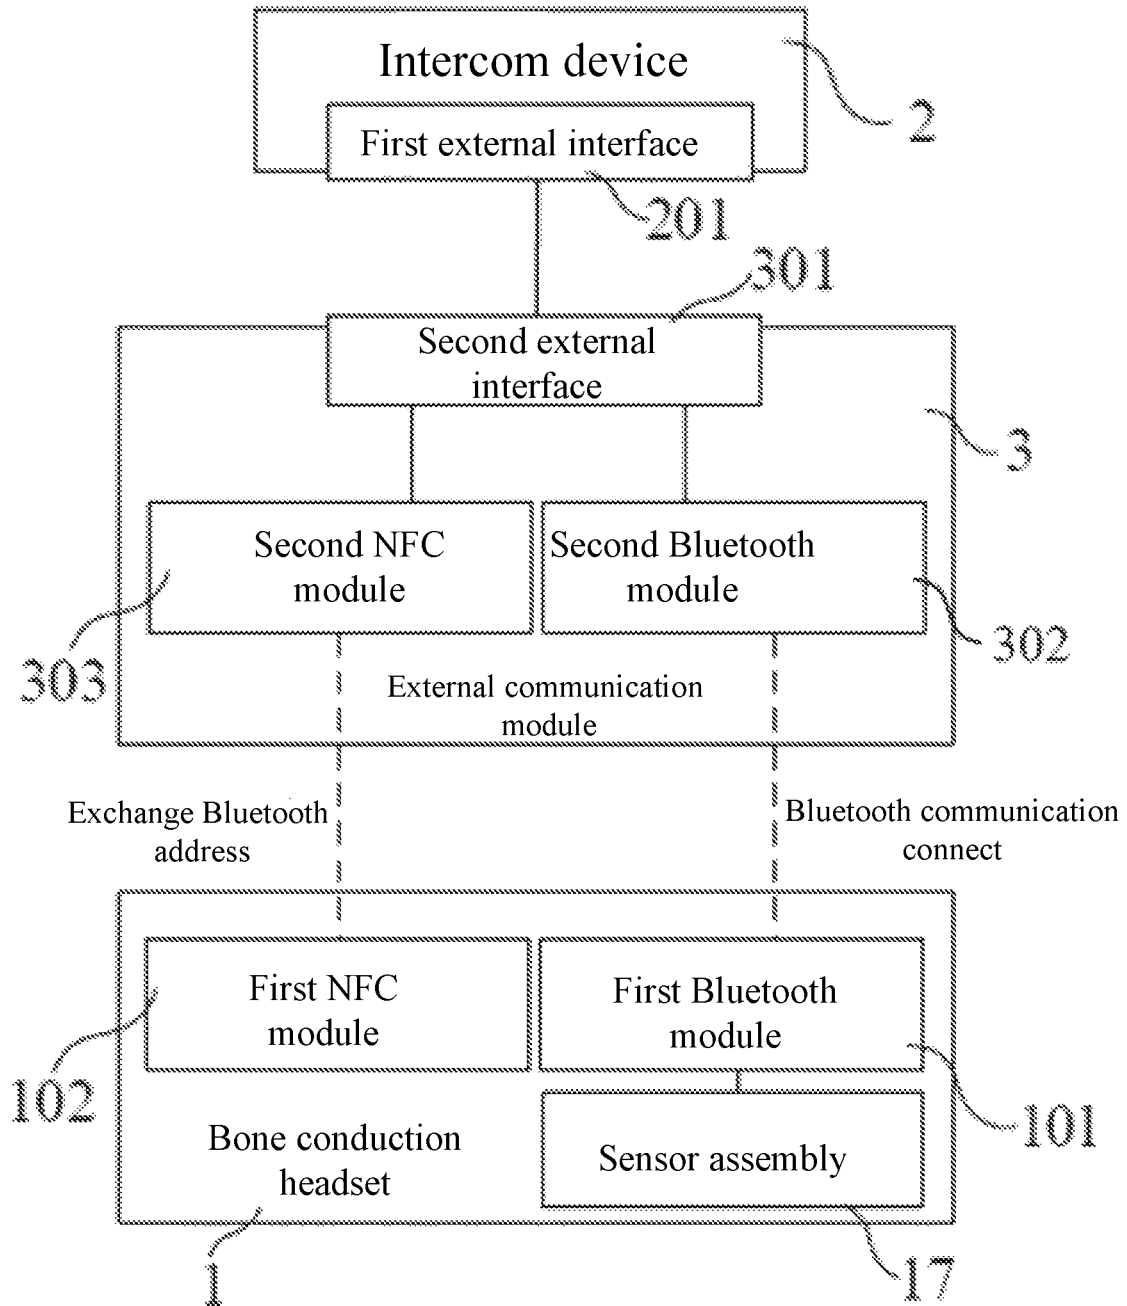 Intercom device
2
First external interface
201
301
Second external
interface
3
Second NFC
module
Second Bluetooth
module
303
302
External communication
module
Exchange Bluetooth
address
Bluetooth communication
connect
First NFC
module
First Bluetooth
module
102
101
Bone conduction
headset
Sensor assembly
1
17